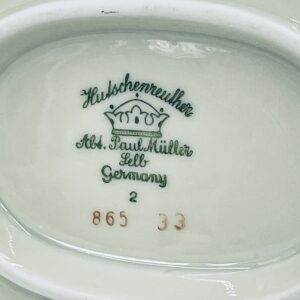 Hutschenreuther
Abt. Paul Müller
Selb
Germany
2
865 33